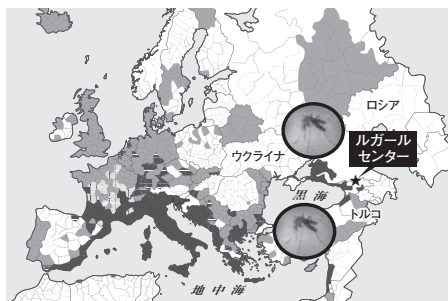 ロシア
ルガール
センター
ウクライナ
黒海
トルコ
地中海